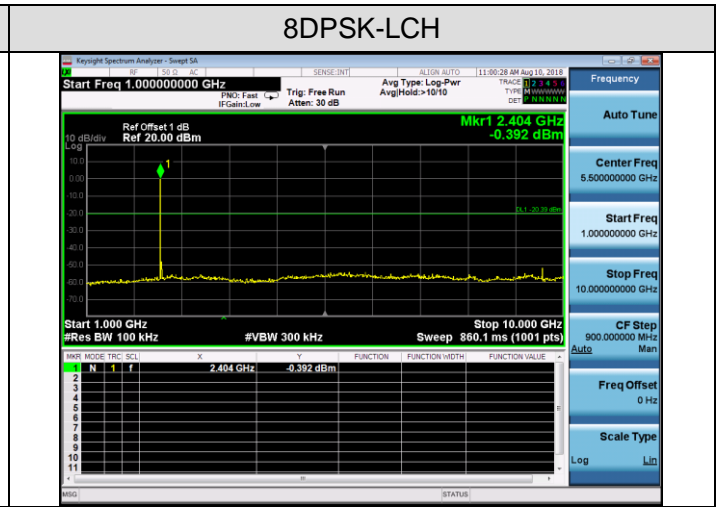 8DPSK-LCH
Keysight Spectrum Analyzer - Swept SA
RF 50 Ω AC SENSE:INT ALIGN AUTO 11:00:28 AM Aug 10, 2018
Start Freq 1.000000000 GHz
PNO: Fast Trig: Free Run
IFGain:Low Atten: 30 dB
Avg Type: Log-Pwr
Avg|Hold:>10/10
TRACE 1 2 3 4 5
TYPE M W W W W W
DET P N N N N N
Frequency
Auto Tune
Center Freq
5.500000000 GHz
Start Freq
1.000000000 GHz
Stop Freq
10.000000000 GHz
CF Step
900.000000 MHz
Auto Man
Freq Offset
0 Hz
Scale Type
Log Lin
Mkr1 2.404 GHz
-0.392 dBm
Ref Offset 1 dB
10 dB/div Ref 20.00 dBm
Log
1
10.0
0.00
-10.0
-20.0
DL1 -20.39 dBm
-30.0
-40.0
-50.0
-60.0
-70.0
Start 1.000 GHz Stop 10.000 GHz
#Res BW 100 kHz #VBW 300 kHz Sweep 860.1 ms (1001 pts)
MKR MODE TRC SCL X Y FUNCTION FUNCTION WIDTH FUNCTION VALUE
1 N 1 f 2.404 GHz -0.392 dBm
2
3
4
5
6
7
8
9
10
11
MSG STATUS